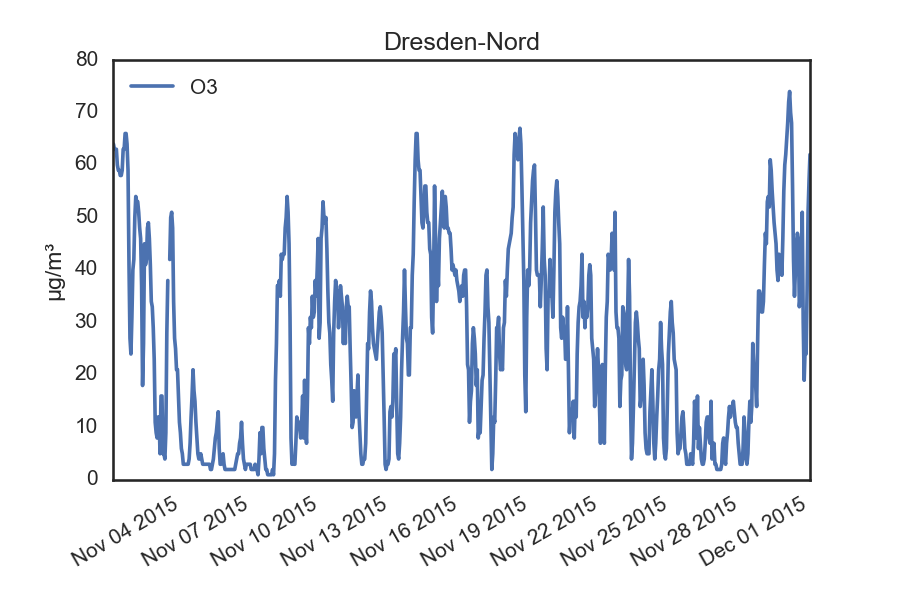 Dresden-Nord
O3
µg/m³
80
70
60
50
40
30
20
10
0
Nov 04 2015
Nov 07 2015
Nov 10 2015
Nov 13 2015
Nov 16 2015
Nov 19 2015
Nov 22 2015
Nov 25 2015
Nov 28 2015
Dec 01 2015